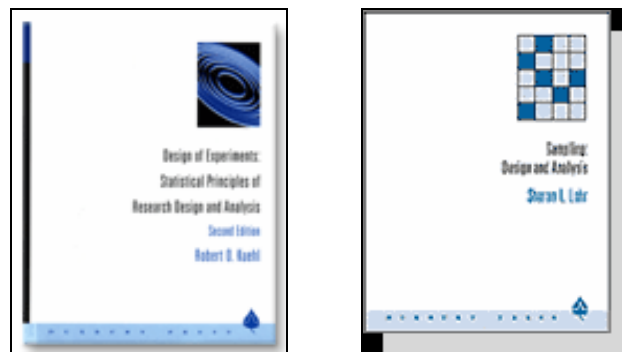 Design of Experiments:
Statistical Principles of
Research Design and Analysis
Second Edition
Robert O. Kuehl
Sampling:
Design and Analysis
Sharon L. Lohr